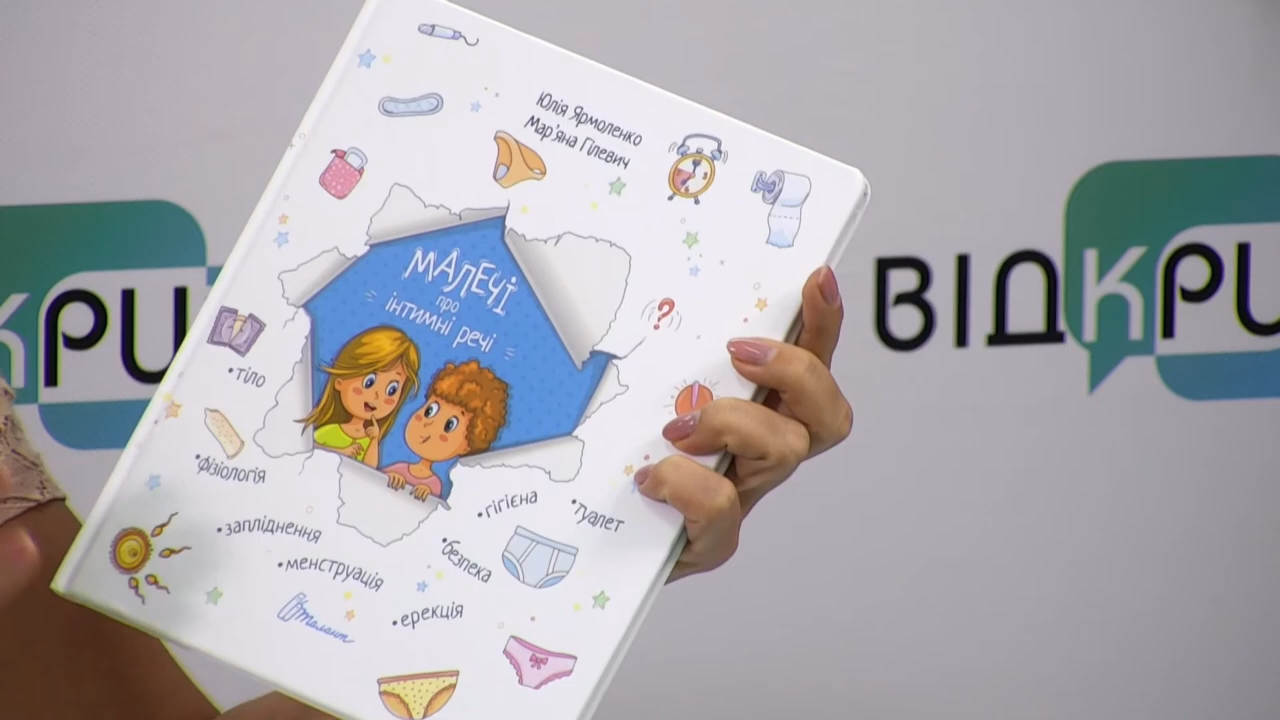 Юлія Ярмоленко
Мар'яна Гілевич
МАЛЕЧІ
про
інтимні речі
•тіло
•фізіологія
•запліднення
•менструація
•гігієна
•туалет
•безпека
•ерекція
Талант
КРИ
ВІДКРИ